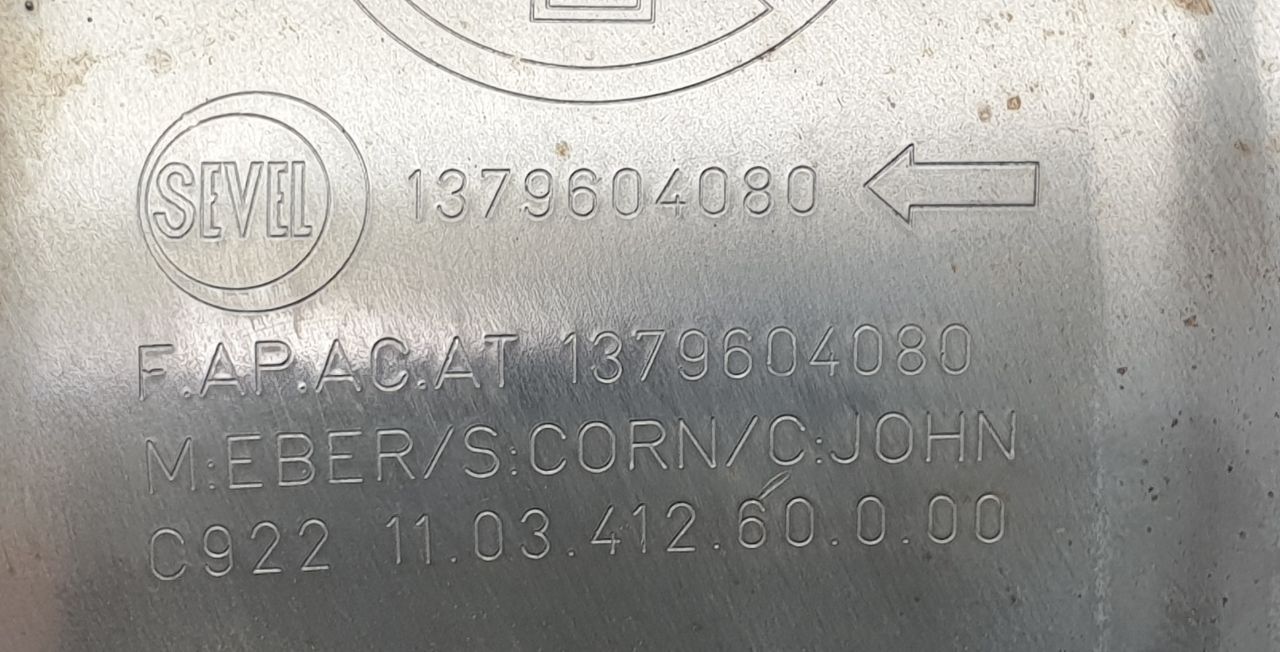 SEVEL 1379604080
F.AP.AC.AT 1379604080
M:EBER/S:CORN/C:JOHN
C922 11.03.412.60.0.00